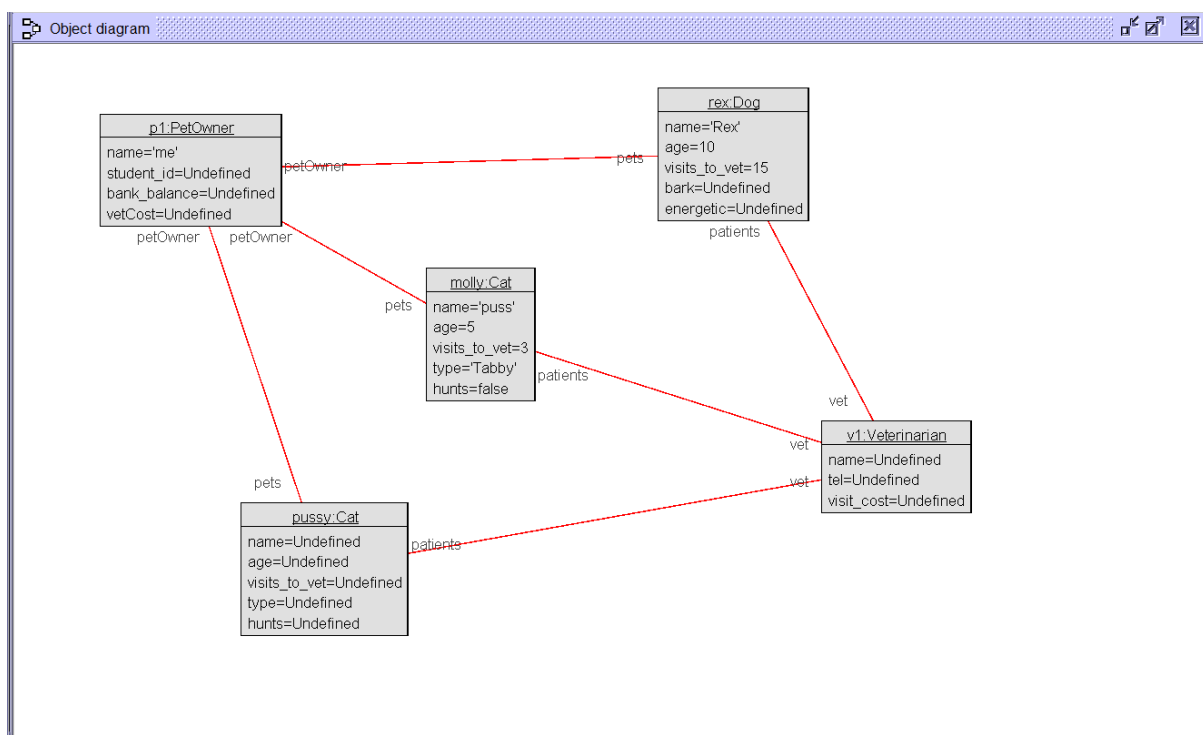 Object diagram
p1:PetOwner
name='me'
student_id=Undefined
bank_balance=Undefined
vetCost=Undefined
petOwner
petOwner
petOwner
rex:Dog
name='Rex'
age=10
visits_to_vet=15
bark=Undefined
energetic=Undefined
pets
patients
molly:Cat
name='puss'
age=5
visits_to_vet=3
type='Tabby'
hunts=false
pets
patients
vet
v1:Veterinarian
name=Undefined
tel=Undefined
visit_cost=Undefined
vet
vet
pets
pussy:Cat
name=Undefined
age=Undefined
visits_to_vet=Undefined
type=Undefined
hunts=Undefined
patients